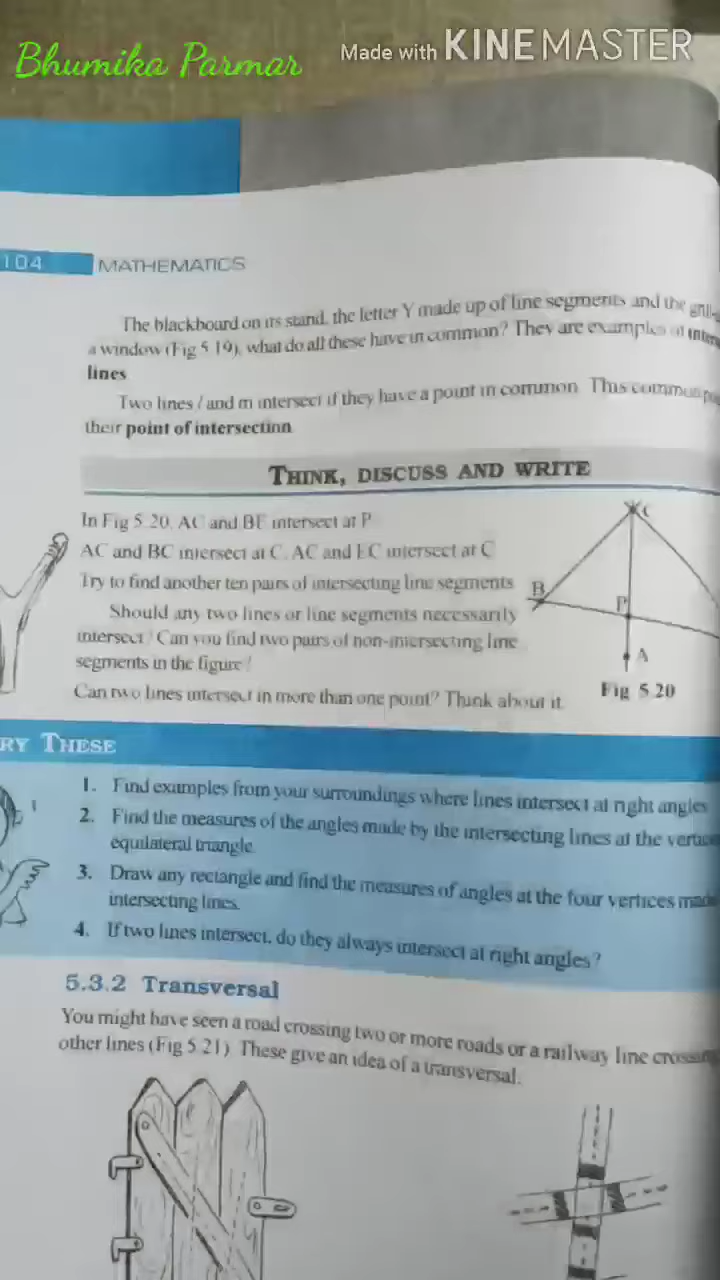 Bhumika Parmar
Made with KINEMASTER
104 MATHEMATICS
The blackboard on its stand, the letter Y made up of line segments and the
a window (Fig 5.19), what do all these have in common? They are examples of
lines
Two lines l and m intersect if they have a point in common. This common
their point of intersection
THINK, DISCUSS AND WRITE
In Fig 5.20, AC and BE intersect at P
AC and BC intersect at C, AC and EC intersect at C
Try to find another ten pairs of intersecting line segments
Should any two lines or line segments necessarily
intersect? Can you find two pairs of non-intersecting line
segments in the figure?
Can two lines intersect in more than one point? Think about it.
C
B
P
A
Fig 5.20
RY THESE
1. Find examples from your surroundings where lines intersect at right angles
2. Find the measures of the angles made by the intersecting lines at the
equilateral triangle.
3. Draw any rectangle and find the measures of angles at the four vertices
intersecting lines.
4. If two lines intersect, do they always intersect at right angles?
5.3.2 Transversal
You might have seen a road crossing two or more roads or a railway line
other lines (Fig 5.21). These give an idea of a transversal.